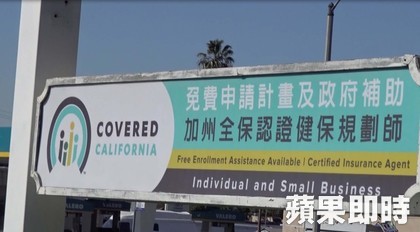 COVERED
CALIFORNIA
免費申請計畫及政府補助
加州全保認證健保規劃師
Free Enrollment Assistance Available | Certified Insurance Agent
Individual and Small Business
蘋果即時